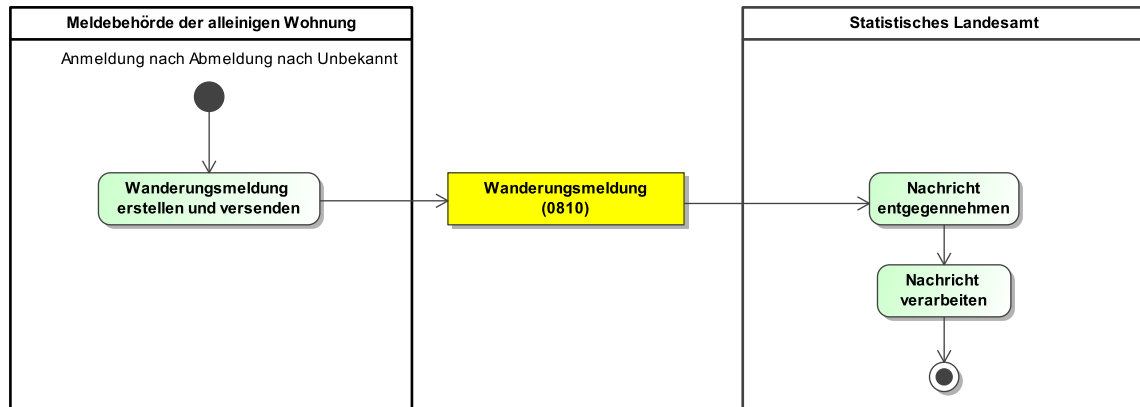 Meldebehörde der alleinigen Wohnung
Statistisches Landesamt
Anmeldung nach Abmeldung nach Unbekannt
Wanderungsmeldung
erstellen und versenden
Wanderungsmeldung
(0810)
Nachricht
entgegennehmen
Nachricht
verarbeiten